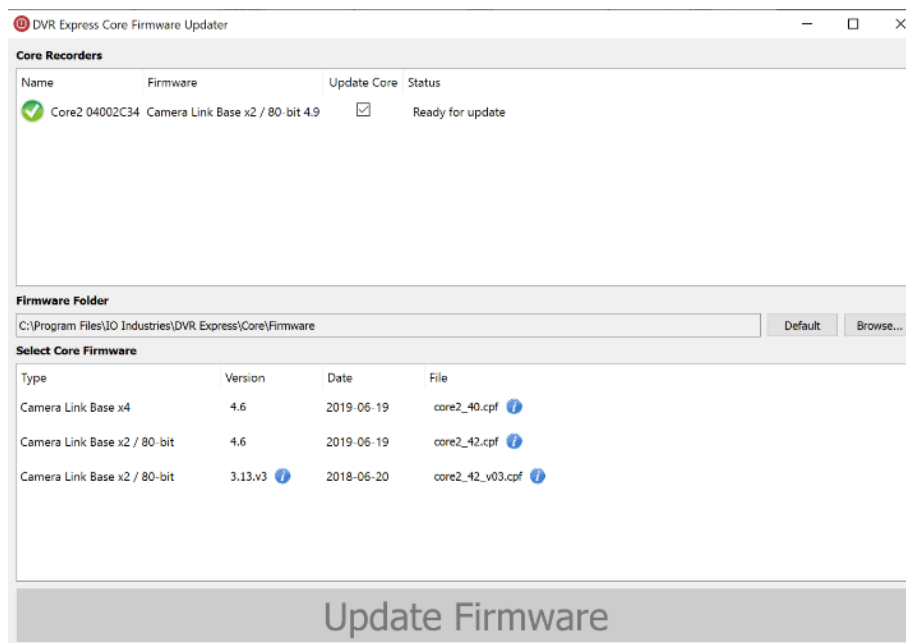 DVR Express Core Firmware Updater
Core Recorders
Name Firmware Update Core Status
Core2 04002C34 Camera Link Base x2 / 80-bit 4.9 Ready for update
Firmware Folder
C:\Program Files\IO Industries\DVR Express\Core\Firmware Default Browse...
Select Core Firmware
Type Version Date File
Camera Link Base x4 4.6 2019-06-19 core2_40.cpf
Camera Link Base x2 / 80-bit 4.6 2019-06-19 core2_42.cpf
Camera Link Base x2 / 80-bit 3.13.v3 2018-06-20 core2_42_v03.cpf
Update Firmware